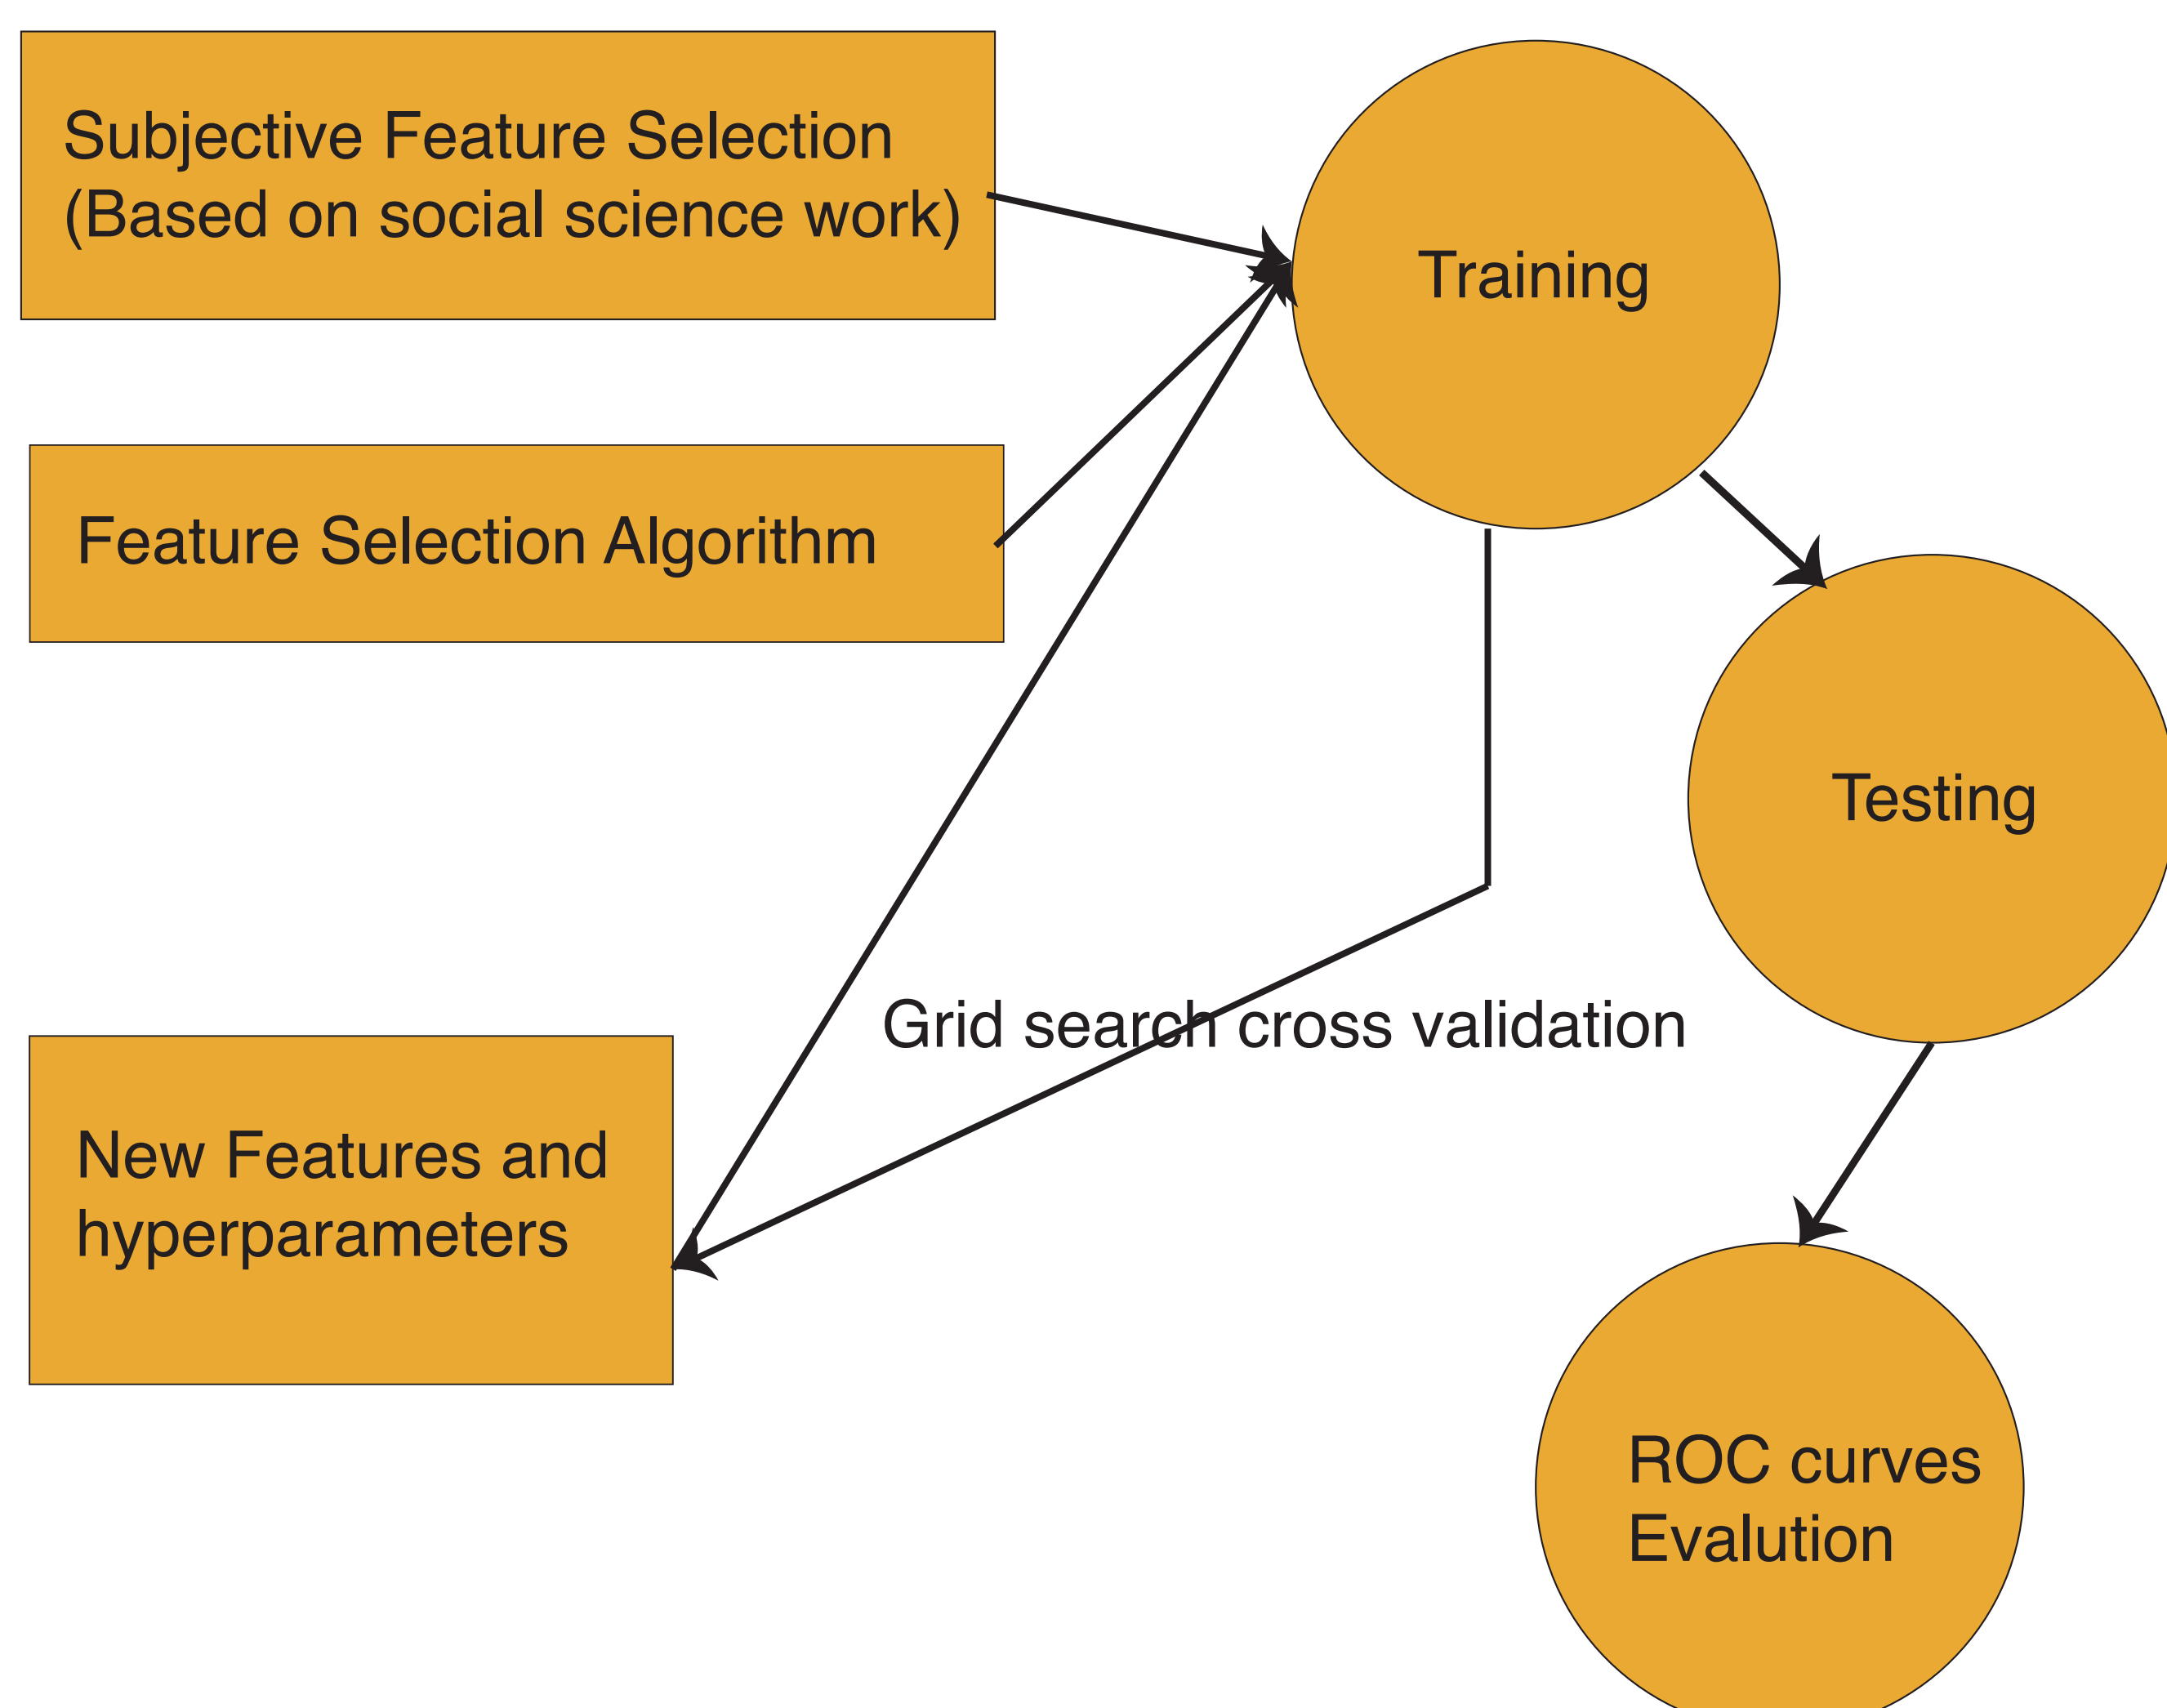 Subjective Feature Selection
(Based on social science work)
Training
Feature Selection Algorithm
Testing
Grid search cross validation
New Features and
hyperparameters
ROC curves
Evalution